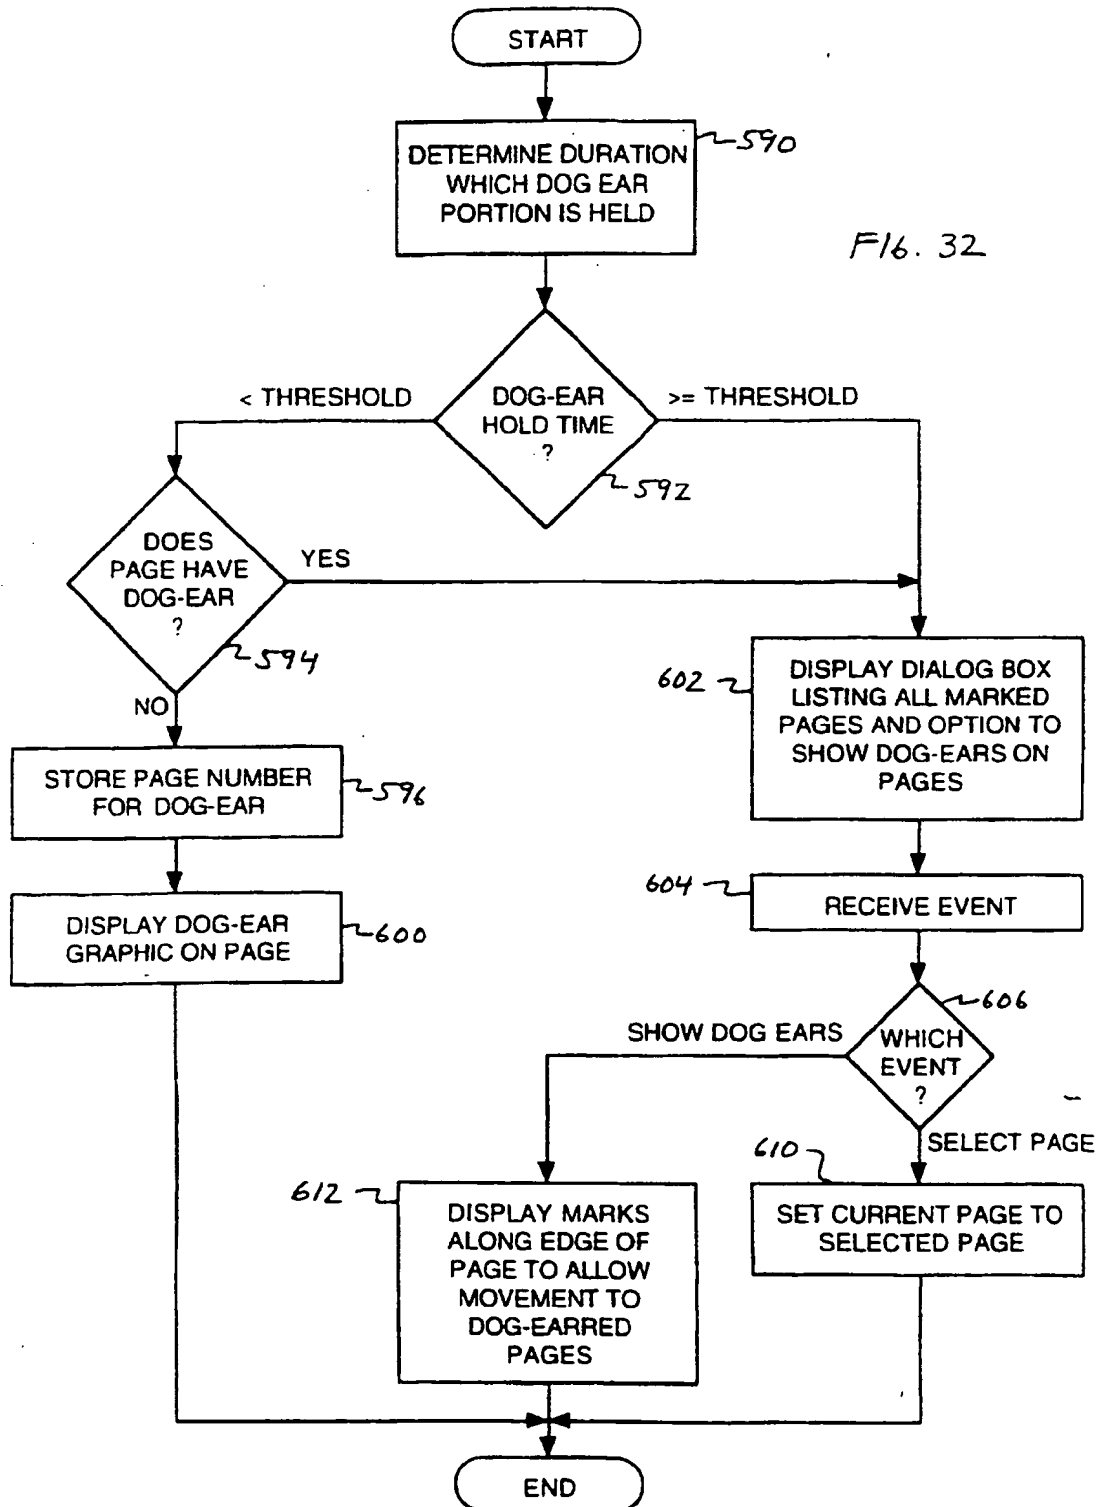 START
DETERMINE DURATION
WHICH DOG EAR
PORTION IS HELD
590
FIG. 32
< THRESHOLD
DOG-EAR
HOLD TIME
?
>= THRESHOLD
592
DOES
PAGE HAVE
DOG-EAR
?
YES
594
NO
STORE PAGE NUMBER
FOR DOG-EAR
596
DISPLAY DOG-EAR
GRAPHIC ON PAGE
600
602
DISPLAY DIALOG BOX
LISTING ALL MARKED
PAGES AND OPTION TO
SHOW DOG-EARS ON
PAGES
604
RECEIVE EVENT
606
SHOW DOG EARS
WHICH
EVENT
?
SELECT PAGE
610
SET CURRENT PAGE TO
SELECTED PAGE
612
DISPLAY MARKS
ALONG EDGE OF
PAGE TO ALLOW
MOVEMENT TO
DOG-EARRED
PAGES
END